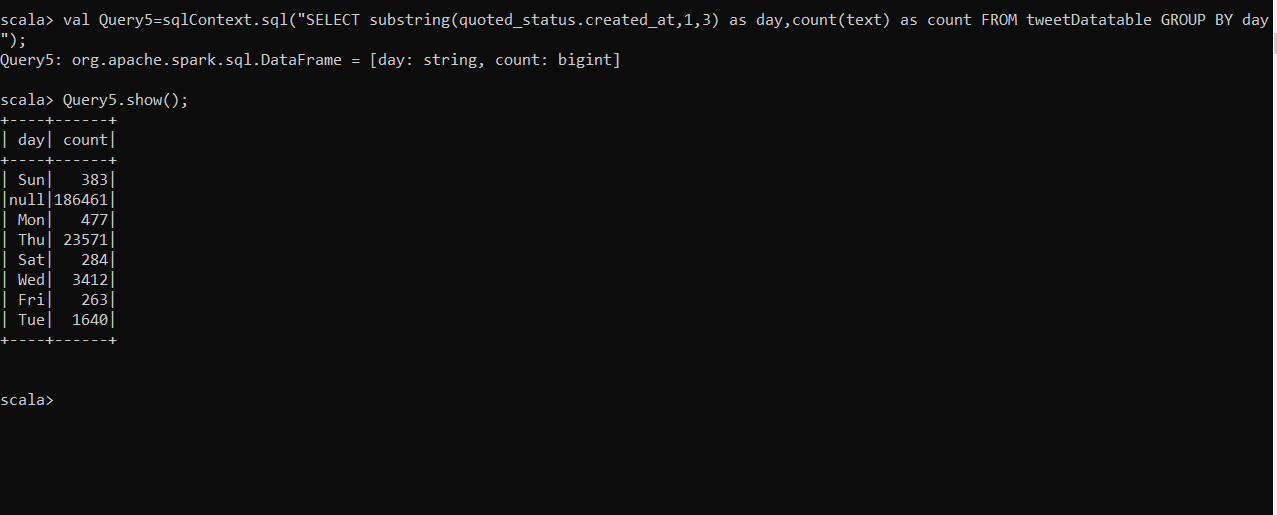 scala> val Query5=sqlContext.sql("SELECT substring(quoted_status.created_at,1,3) as day,count(text) as count FROM tweetDatatable GROUP BY day
");
Query5: org.apache.spark.sql.DataFrame = [day: string, count: bigint]
scala> Query5.show();
+----+------+
| day| count|
+----+------+
| Sun|   383|
|null|186461|
| Mon|   477|
| Thu| 23571|
| Sat|   284|
| Wed|  3412|
| Fri|   263|
| Tue|  1640|
+----+------+
scala>